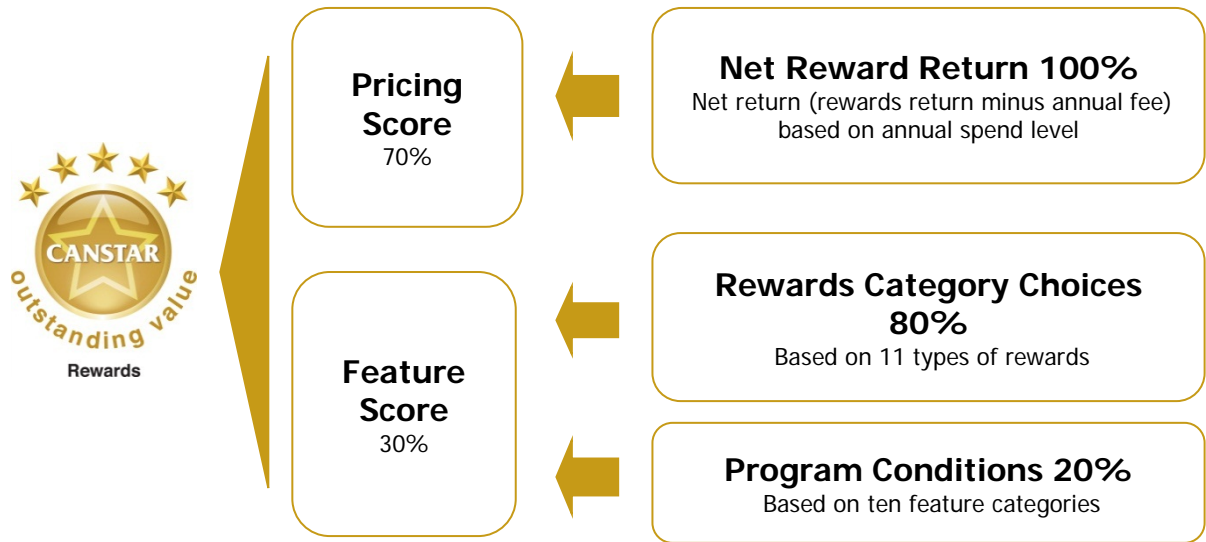 CANSTAR
outstanding value
Rewards
Pricing
Score
70%
Net Reward Return 100%
Net return (rewards return minus annual fee)
based on annual spend level
Feature
Score
30%
Rewards Category Choices
80%
Based on 11 types of rewards
Program Conditions 20%
Based on ten feature categories